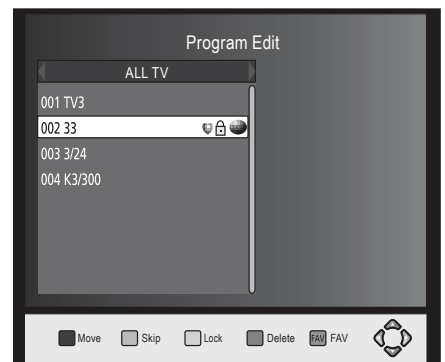 Program Edit
ALL TV
001 TV3
002 33
003 3/24
004 K3/300
Move Skip Lock Delete FAV FAV